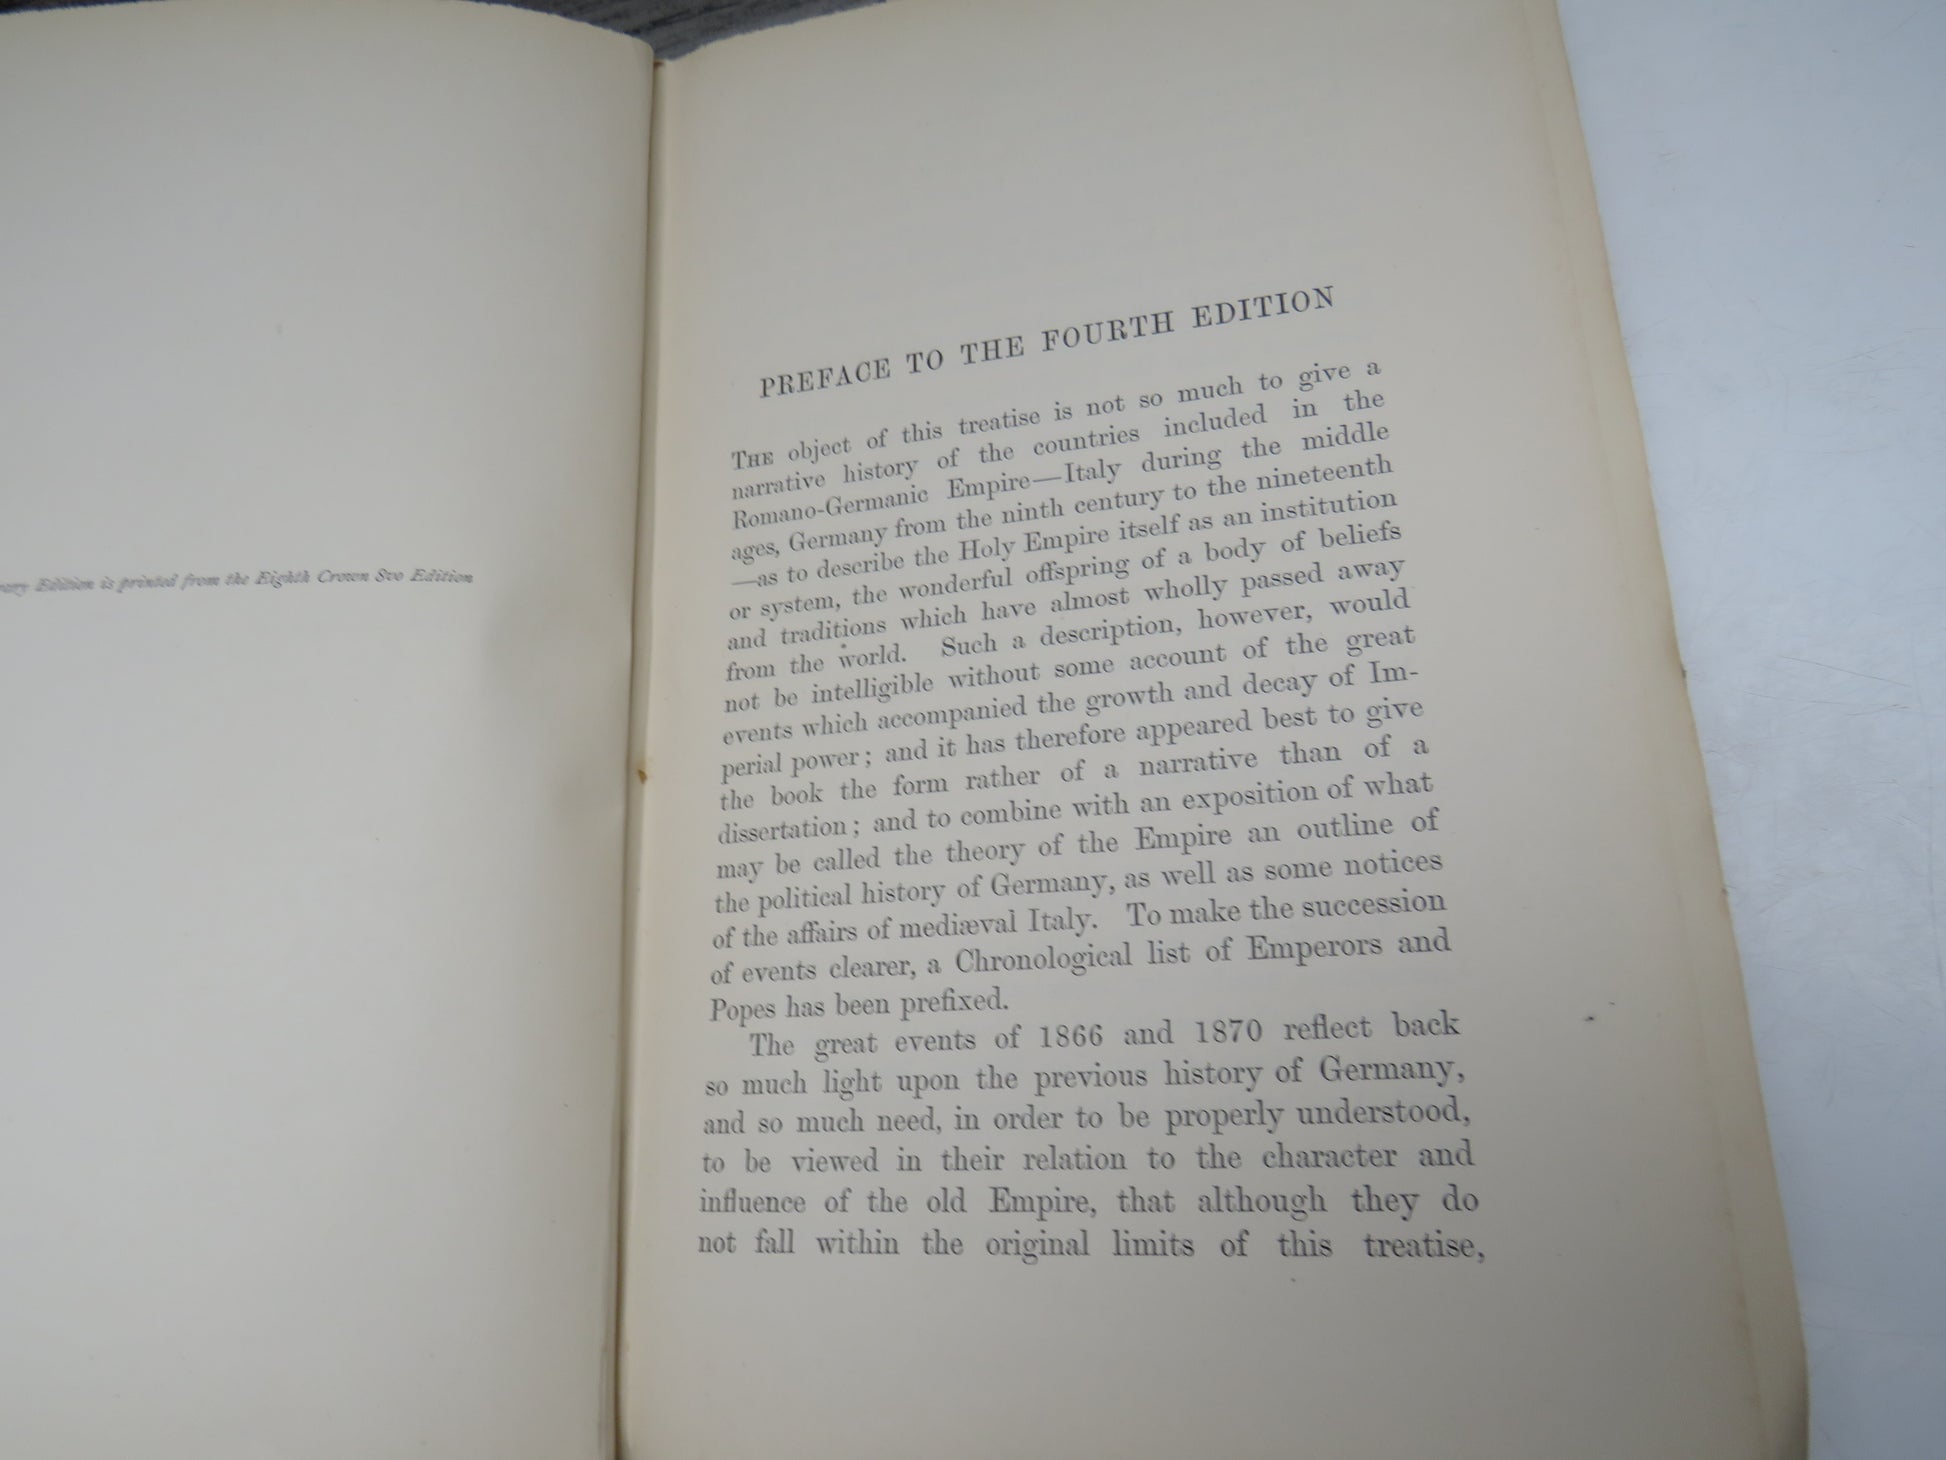 Edition is printed from the Eighth Crown 8vo Edition
PREFACE TO THE FOURTH EDITION
THE object of this treatise is not so much to give a
narrative history of the countries included in the
Romano-Germanic Empire—Italy during the middle
ages, Germany from the ninth century to the nineteenth
—as to describe the Holy Empire itself as an institution
or system, the wonderful offspring of a body of beliefs
and traditions which have almost wholly passed away
from the world. Such a description, however, would
not be intelligible without some account of the great
events which accompanied the growth and decay of Im-
perial power; and it has therefore appeared best to give
the book the form rather of a narrative than of a
dissertation; and to combine with an exposition of what
may be called the theory of the Empire an outline of
the political history of Germany, as well as some notices
of the affairs of mediæval Italy. To make the succession
of events clearer, a Chronological list of Emperors and
Popes has been prefixed.
The great events of 1866 and 1870 reflect back
so much light upon the previous history of Germany,
and so much need, in order to be properly understood,
to be viewed in their relation to the character and
influence of the old Empire, that although they do
not fall within the original limits of this treatise,